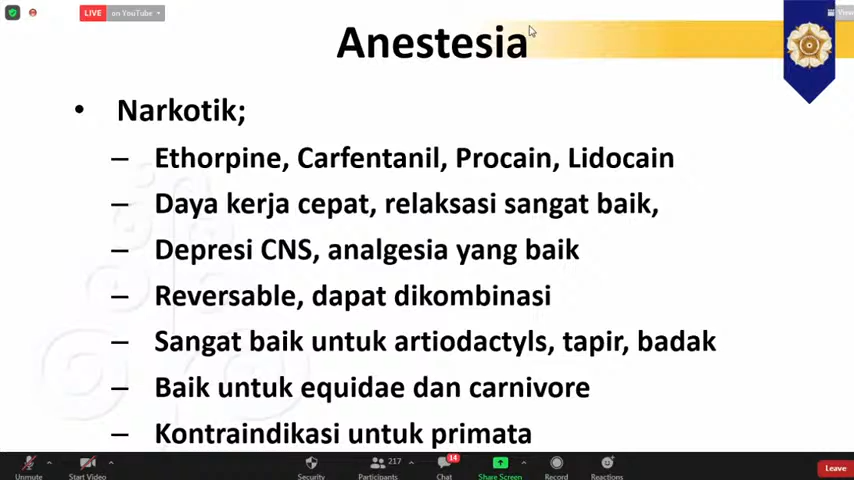 LIVE on YouTube
View
Anestesia
• Narkotik;
– Ethorpine, Carfentanil, Procain, Lidocain
– Daya kerja cepat, relaksasi sangat baik,
– Depresi CNS, analgesia yang baik
– Reversable, dapat dikombinasi
– Sangat baik untuk artiodactyls, tapir, badak
– Baik untuk equidae dan carnivore
– Kontraindikasi untuk primata
217
14
Unmute Start Video Security Participants Chat Share Screen Record Reactions Leave